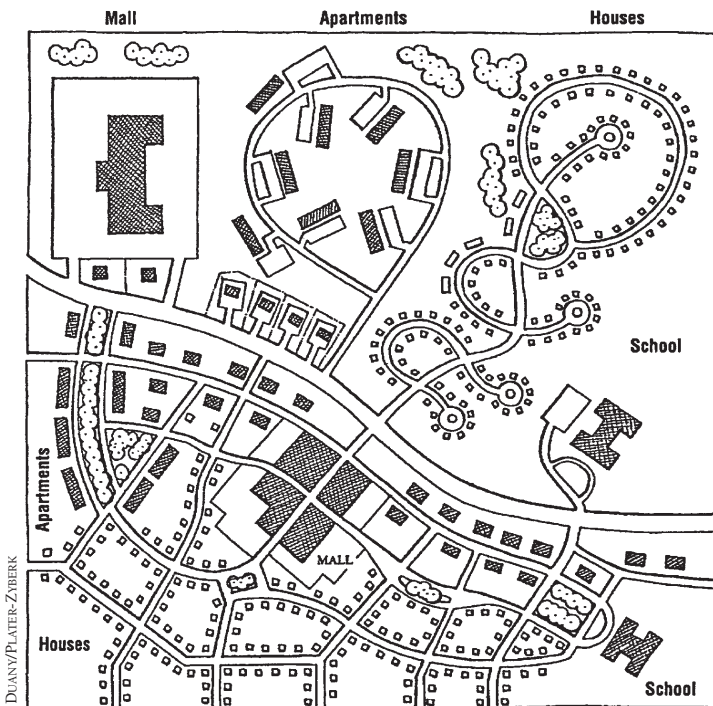 Mall
Apartments
Houses
School
Apartments
MALL
Houses
School
DUANY/PLATER-ZYBERK